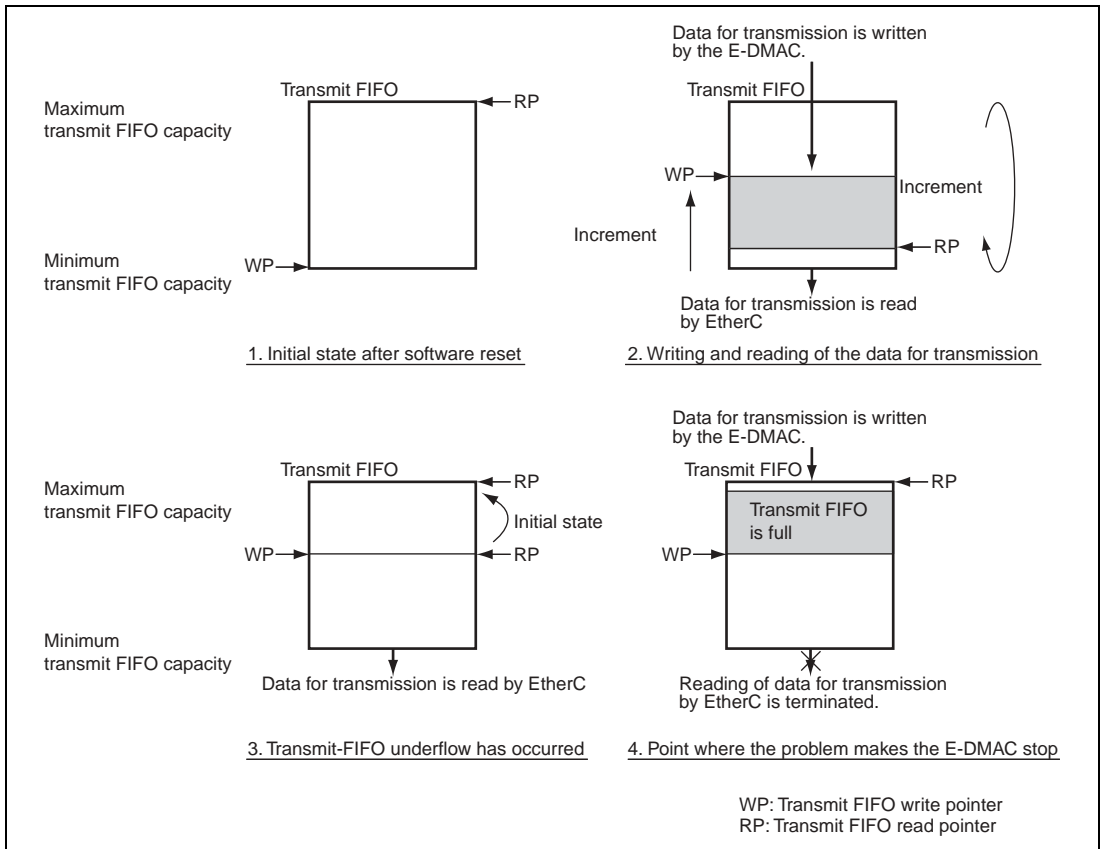 Data for transmission is written
by the E-DMAC.
Transmit FIFO
RP
Maximum
transmit FIFO capacity
WP
Minimum
transmit FIFO capacity
1. Initial state after software reset
Transmit FIFO
WP
Increment
Increment
RP
Data for transmission is read
by EtherC
2. Writing and reading of the data for transmission
Transmit FIFO
RP
Maximum
transmit FIFO capacity
Initial state
WP
RP
Minimum
transmit FIFO capacity
Data for transmission is read by EtherC
3. Transmit-FIFO underflow has occurred
Data for transmission is written
by the E-DMAC.
Transmit FIFO
RP
Transmit FIFO
is full
WP
Reading of data for transmission
by EtherC is terminated.
4. Point where the problem makes the E-DMAC stop
WP: Transmit FIFO write pointer
RP: Transmit FIFO read pointer